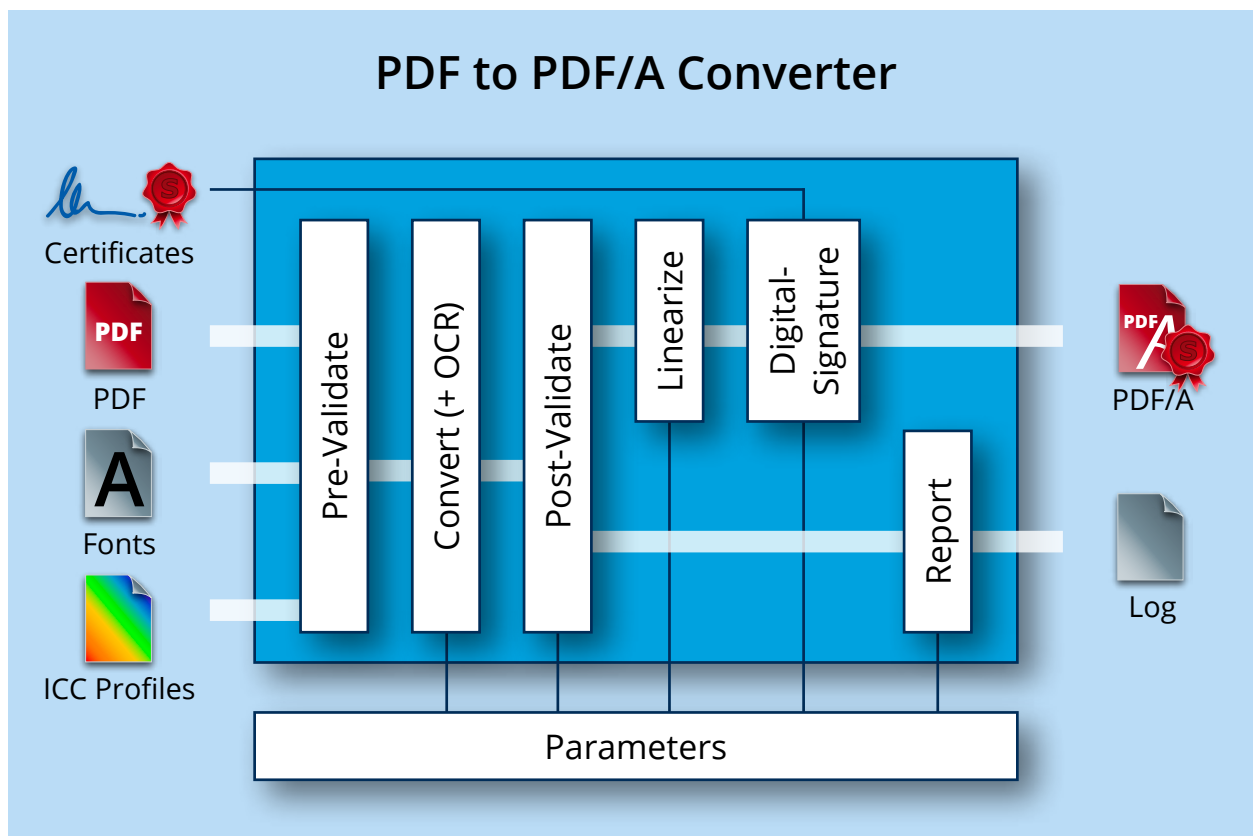 PDF to PDF/A Converter
S
Certificates
PDF
PDF
A
Fonts
ICC Profiles
Pre-Validate
Convert (+ OCR)
Post-Validate
Linearize
Digital-
Signature
Report
PDF
A
S
PDF/A
Log
Parameters